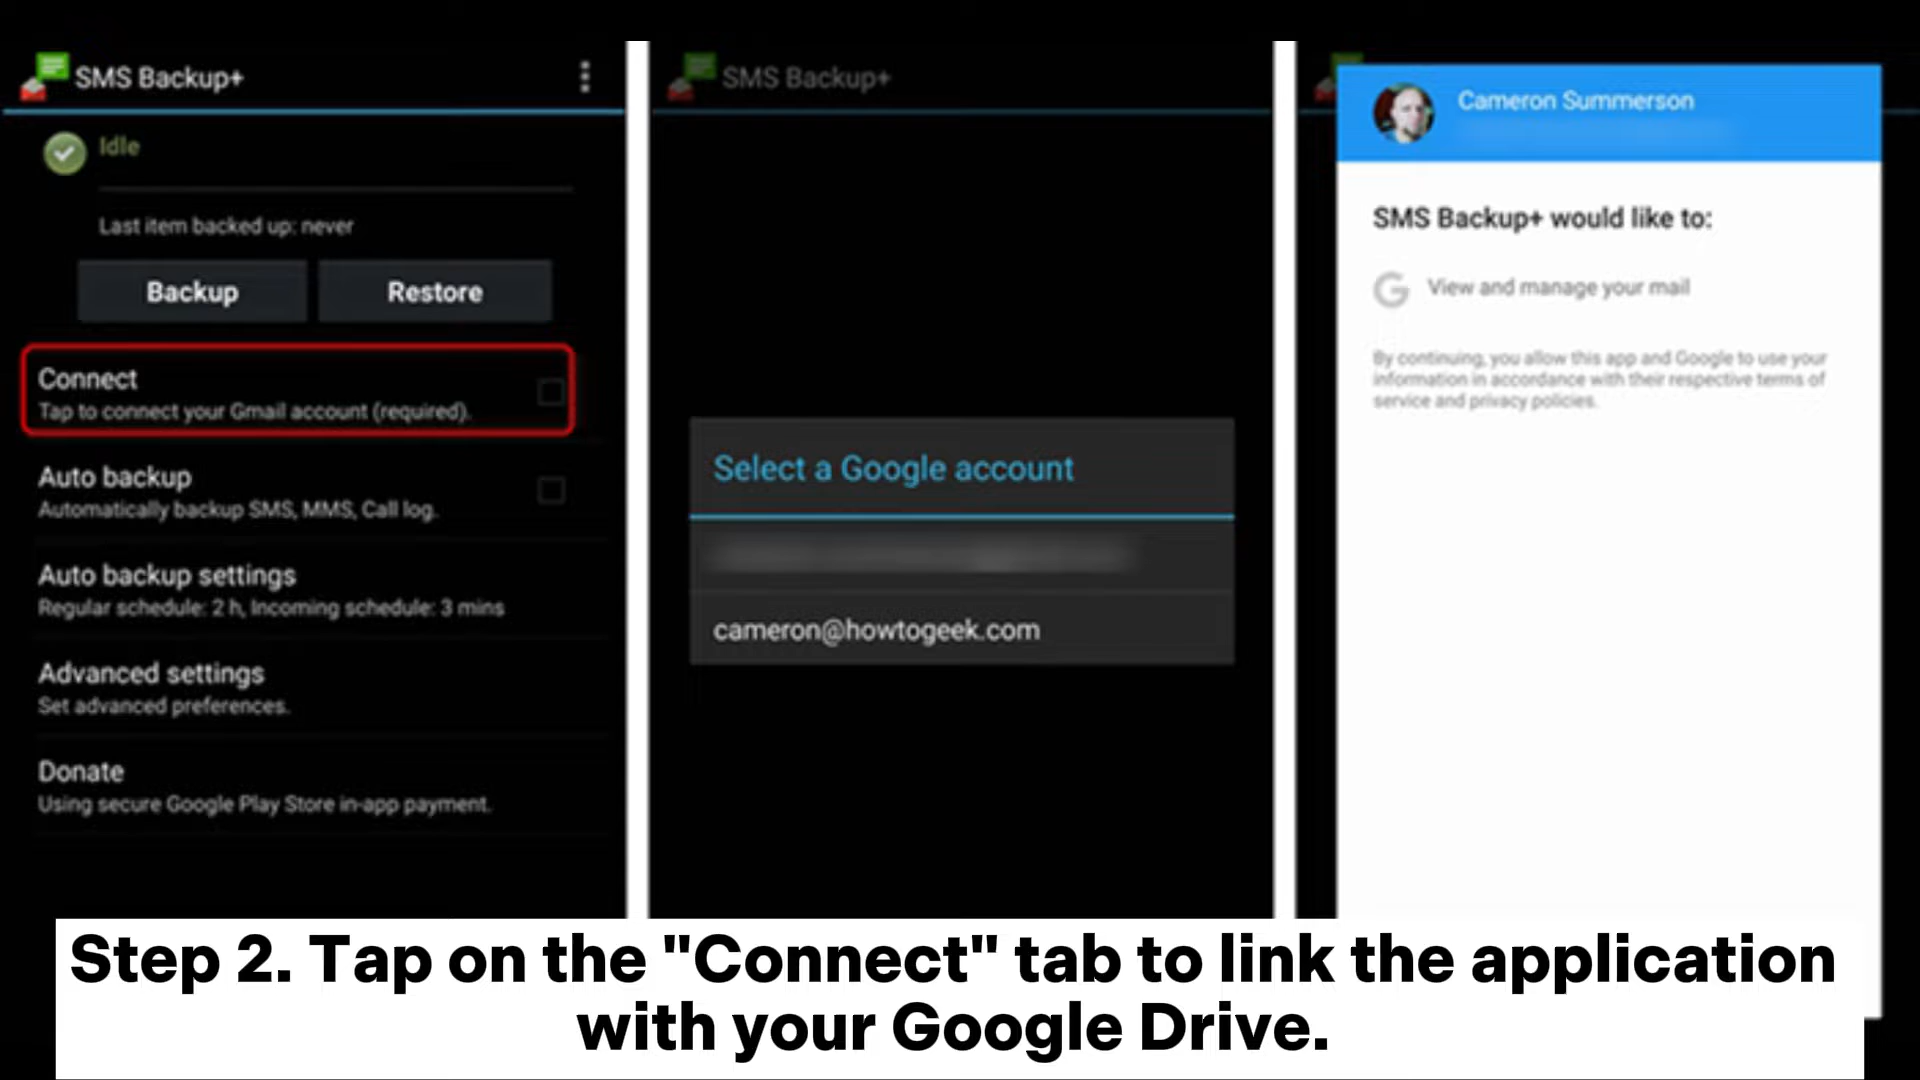 SMS Backup+
Idle
Last item backed up: never
Backup
Restore
Connect
Tap to connect your Gmail account (required).
Auto backup
Automatically backup SMS, MMS, Call log.
Auto backup settings
Regular schedule: 2 h, Incoming schedule: 3 mins
Advanced settings
Set advanced preferences.
Donate
Using secure Google Play Store in-app payment.
SMS Backup+
Select a Google account
cameron@howtogeek.com
Cameron Summerson
SMS Backup+ would like to:
G View and manage your mail
By continuing, you allow this app and Google to use your
information in accordance with their respective terms of
service and privacy policies.
Step 2. Tap on the "Connect" tab to link the application
with your Google Drive.